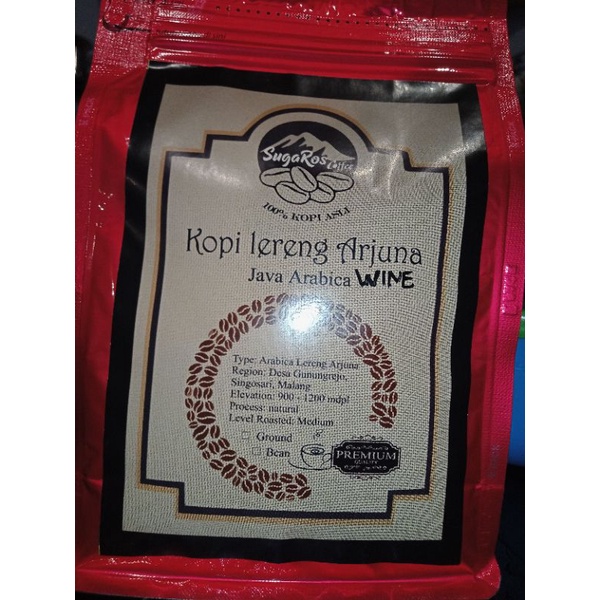 SugaRos
Coffee
100% KOPI ASLI
Kopi lereng Arjuna
Java Arabica WINE
Type: Arabica Lereng Arjuna
Region: Desa Gunungrejo,
Singosari, Malang
Elevation: 900 - 1200 mdpl
Process: natural
Level Roasted: Medium
Ground
Bean
PREMIUM
QUALITY